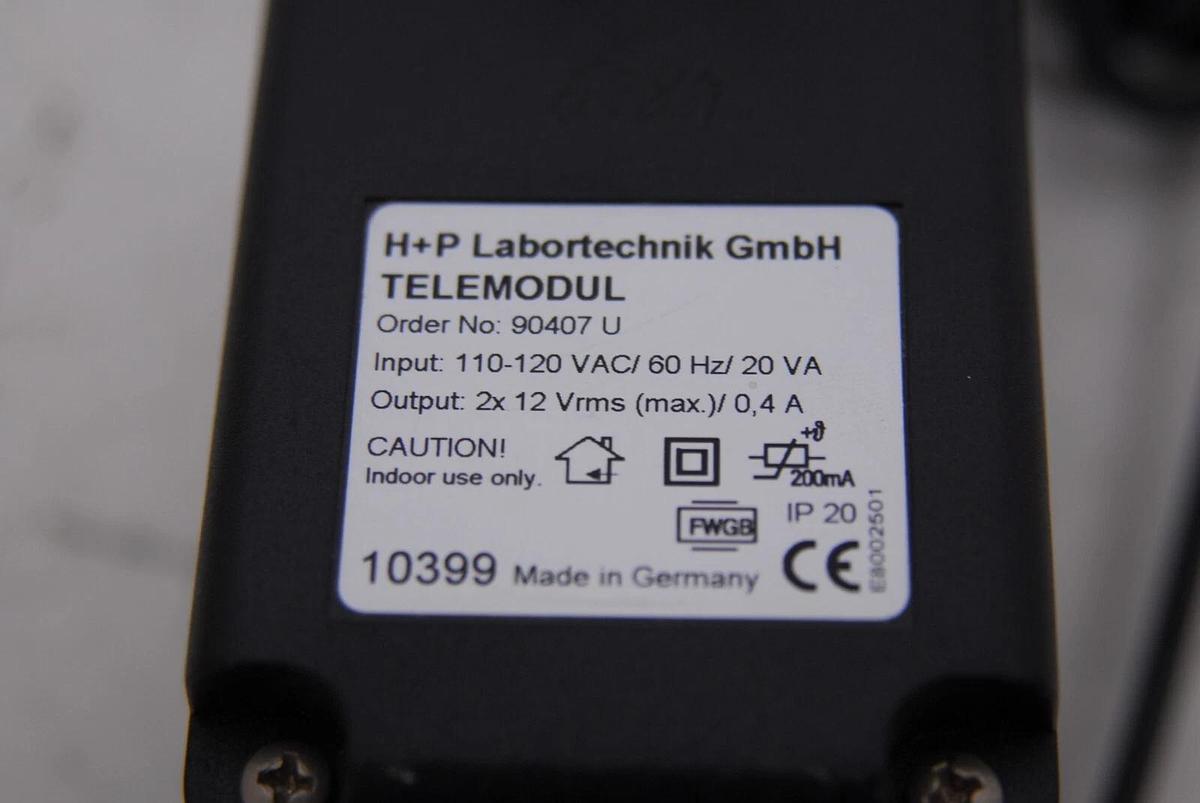 H+P Labortechnik GmbH
TELEMODUL
Order No: 90407 U
Input: 110-120 VAC/ 60 Hz/ 20 VA
Output: 2x 12 Vrms (max.)/ 0,4 A
CAUTION!
Indoor use only.
+ϑ
200mA
FWGB
IP 20
10399 Made in Germany
CE
E8002501